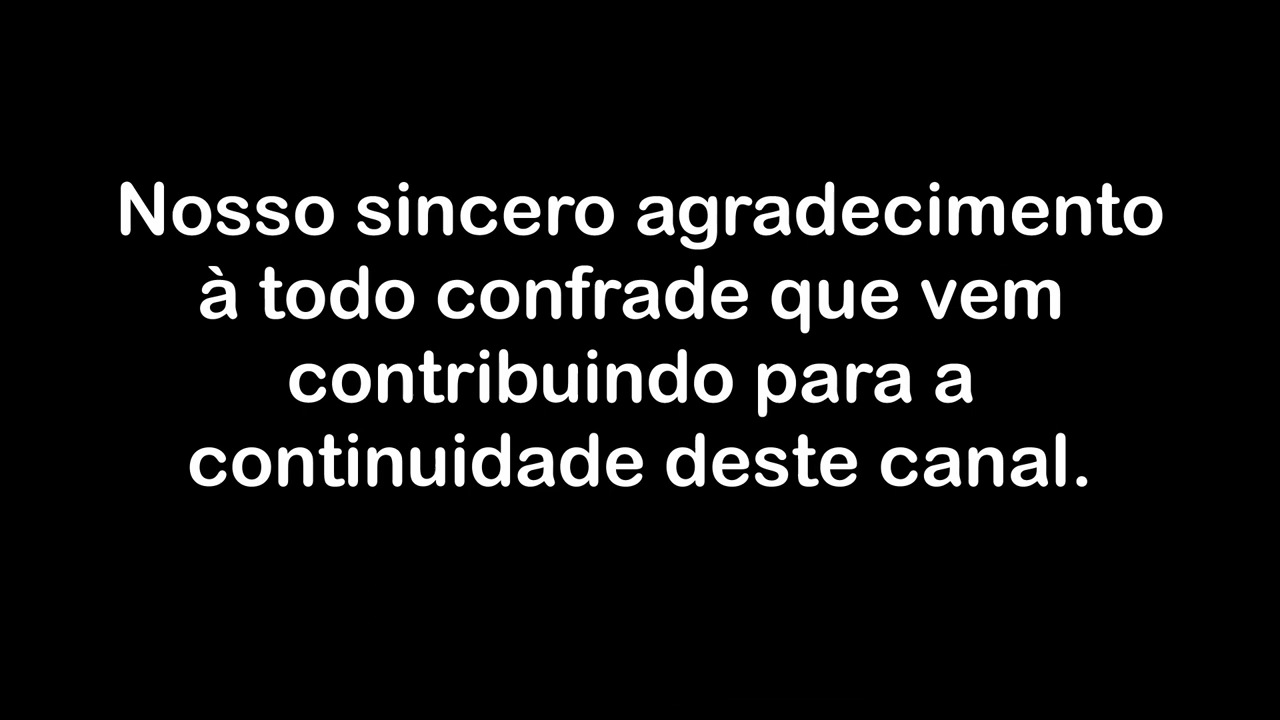 Nosso sincero agradecimento
à todo confrade que vem
contribuindo para a
continuidade deste canal.